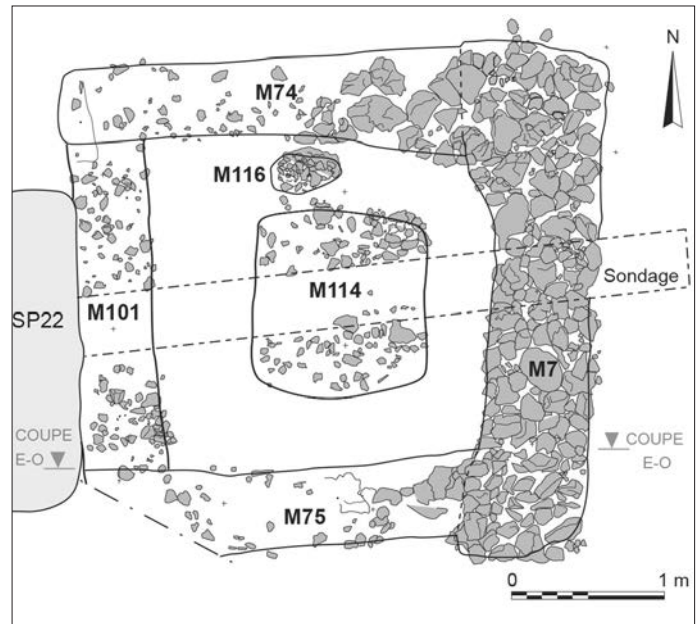 M74
N
M116
Sondage
M114
M101
SP22
M7
COUPE
E-O
COUPE
E-O
M75
0 1 m